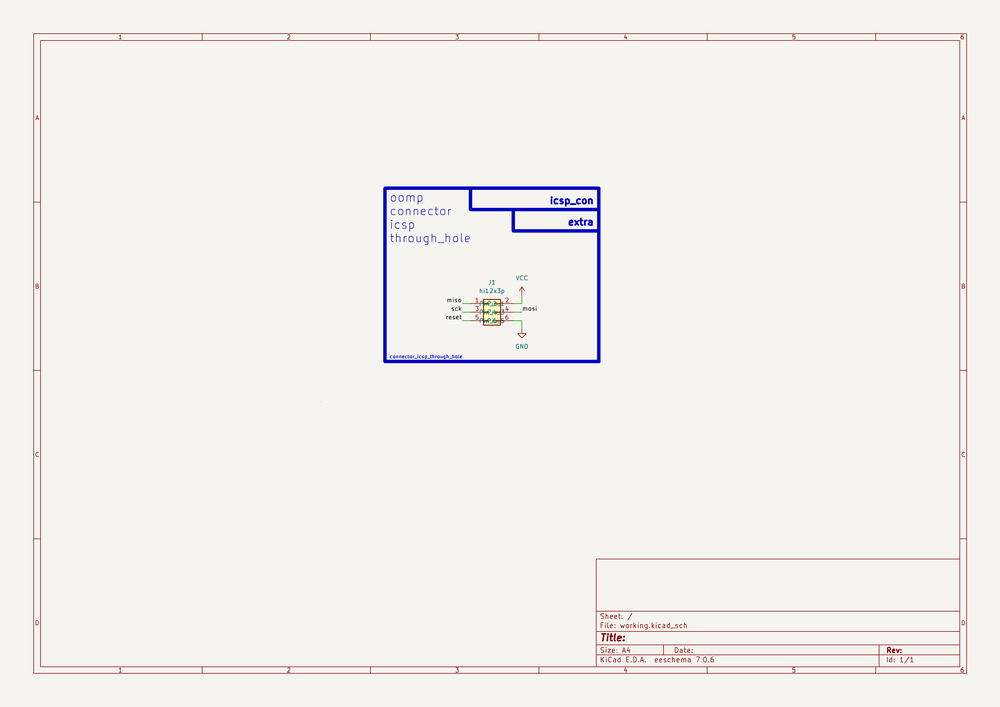 1 2 3 4 5 6
A A
B B
C C
D D
oomp
connector
icsp
through_hole
icsp_con
extra
J1
hi12x3p
VCC
miso 1 2
sck 3 4 mosi
reset 5 6
GND
connector_icsp_through_hole
Sheet: /
File: working.kicad_sch
Title:
Size: A4 Date: Rev:
KiCad E.D.A. eeschema 7.0.6 Id: 1/1
1 2 3 4 5 6